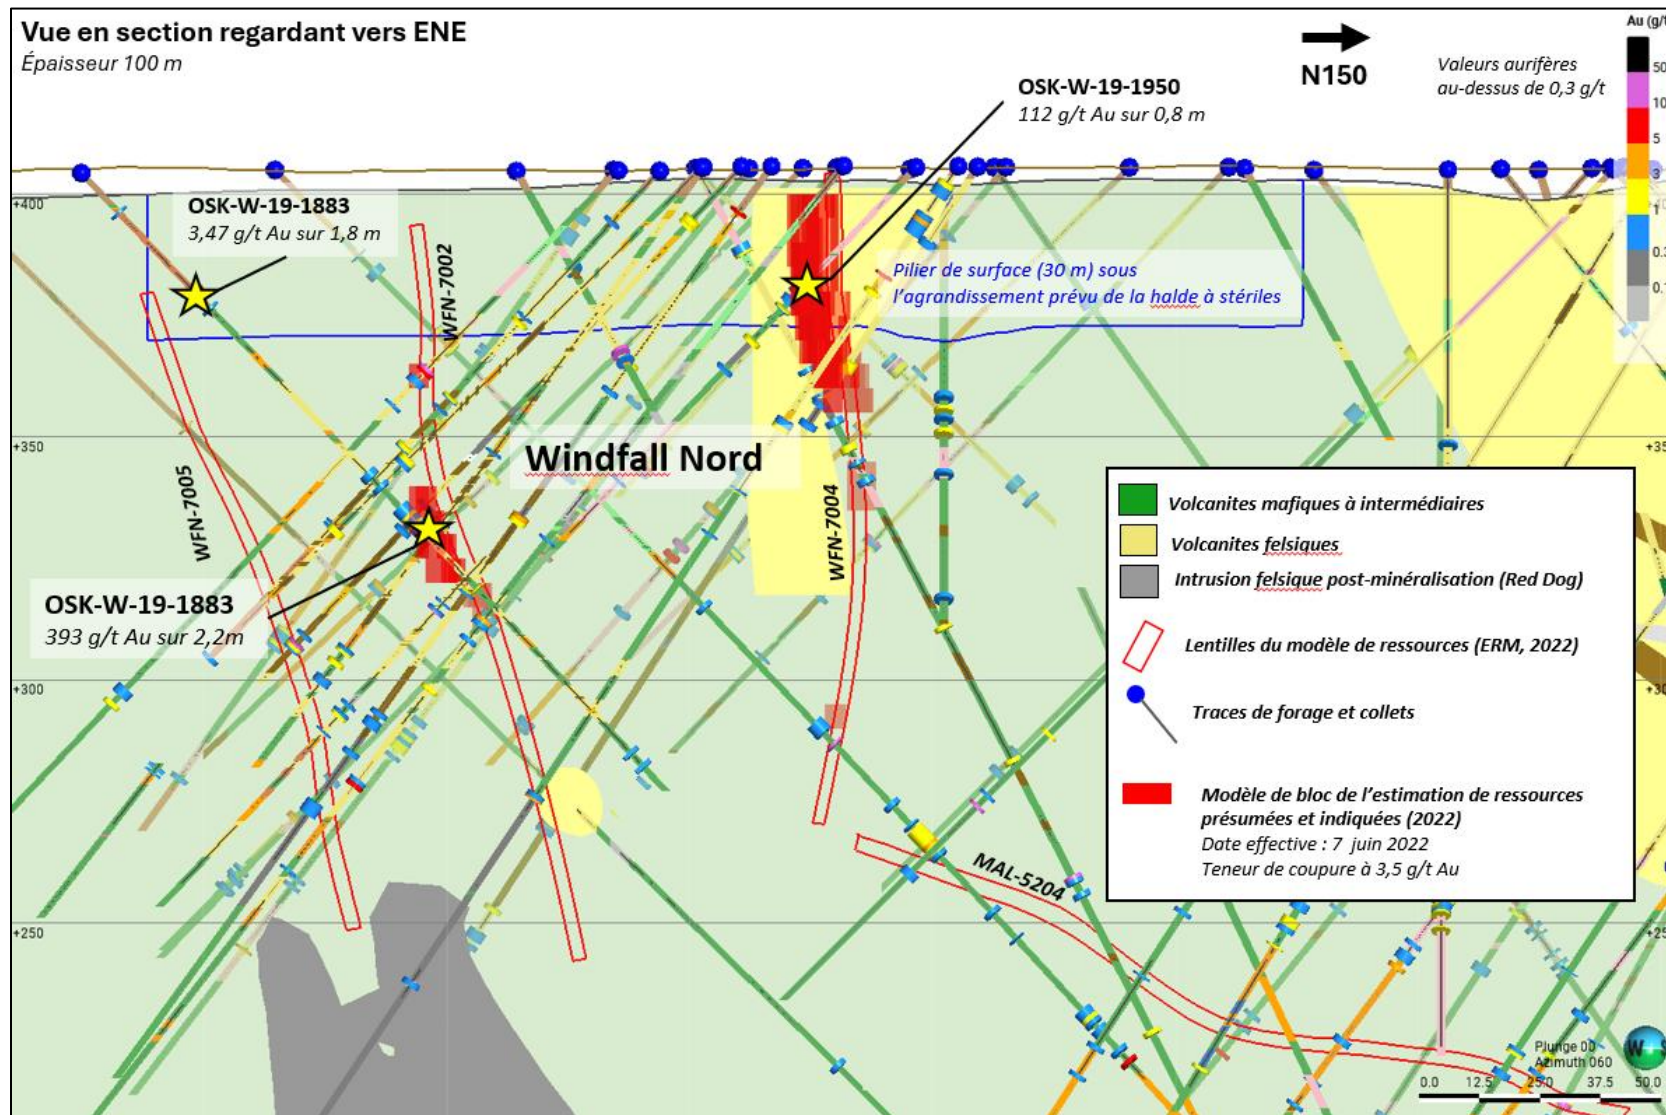 Vue en section regardant vers ENE
Épaisseur 100 m
N150
Valeurs aurifères
au-dessus de 0,3 g/t
Au (g/t
50
10
5
3
1
0.3
0.1
OSK-W-19-1950
112 g/t Au sur 0,8 m
+400
OSK-W-19-1883
3,47 g/t Au sur 1,8 m
WFN-7002
Pilier de surface (30 m) sous
l'agrandissement prévu de la halde à stériles
+350
+35
Windfall Nord
WFN-7005
WFN-7004
OSK-W-19-1883
393 g/t Au sur 2,2m
+300
+30
Volcanites mafiques à intermédiaires
Volcanites felsiques
Intrusion felsique post-minéralisation (Red Dog)
Lentilles du modèle de ressources (ERM, 2022)
Traces de forage et collets
Modèle de bloc de l'estimation de ressources
présumées et indiquées (2022)
Date effective : 7 juin 2022
Teneur de coupure à 3,5 g/t Au
MAL-5204
+250
+25
Plunge 00
Azimuth 060
W S
0.0 12.5 25.0 37.5 50.0